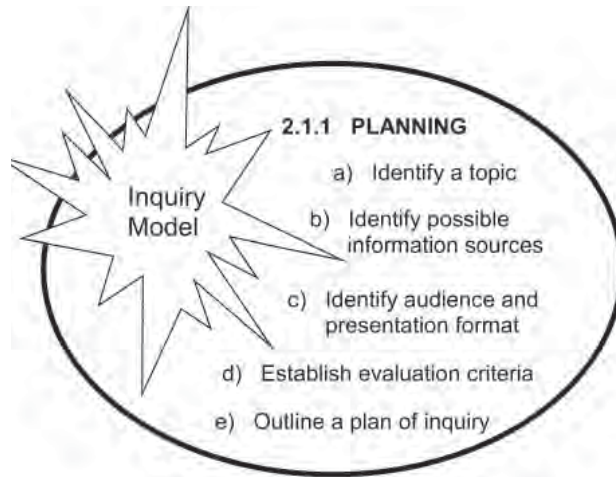 2.1.1 PLANNING
a) Identify a topic
Inquiry
Model
b) Identify possible
information sources
c) Identify audience and
presentation format
d) Establish evaluation criteria
e) Outline a plan of inquiry